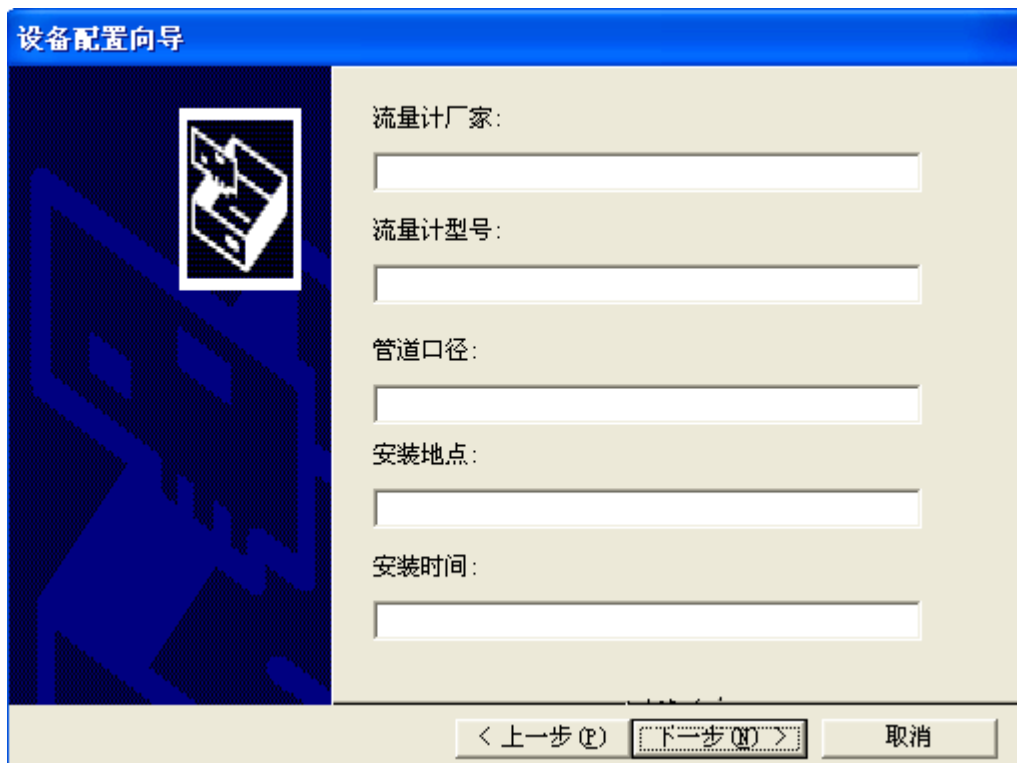 设备配置向导
流量计厂家:
流量计型号:
管道口径:
安装地点:
安装时间:
< 上一步(P)
下一步(N) >
取消